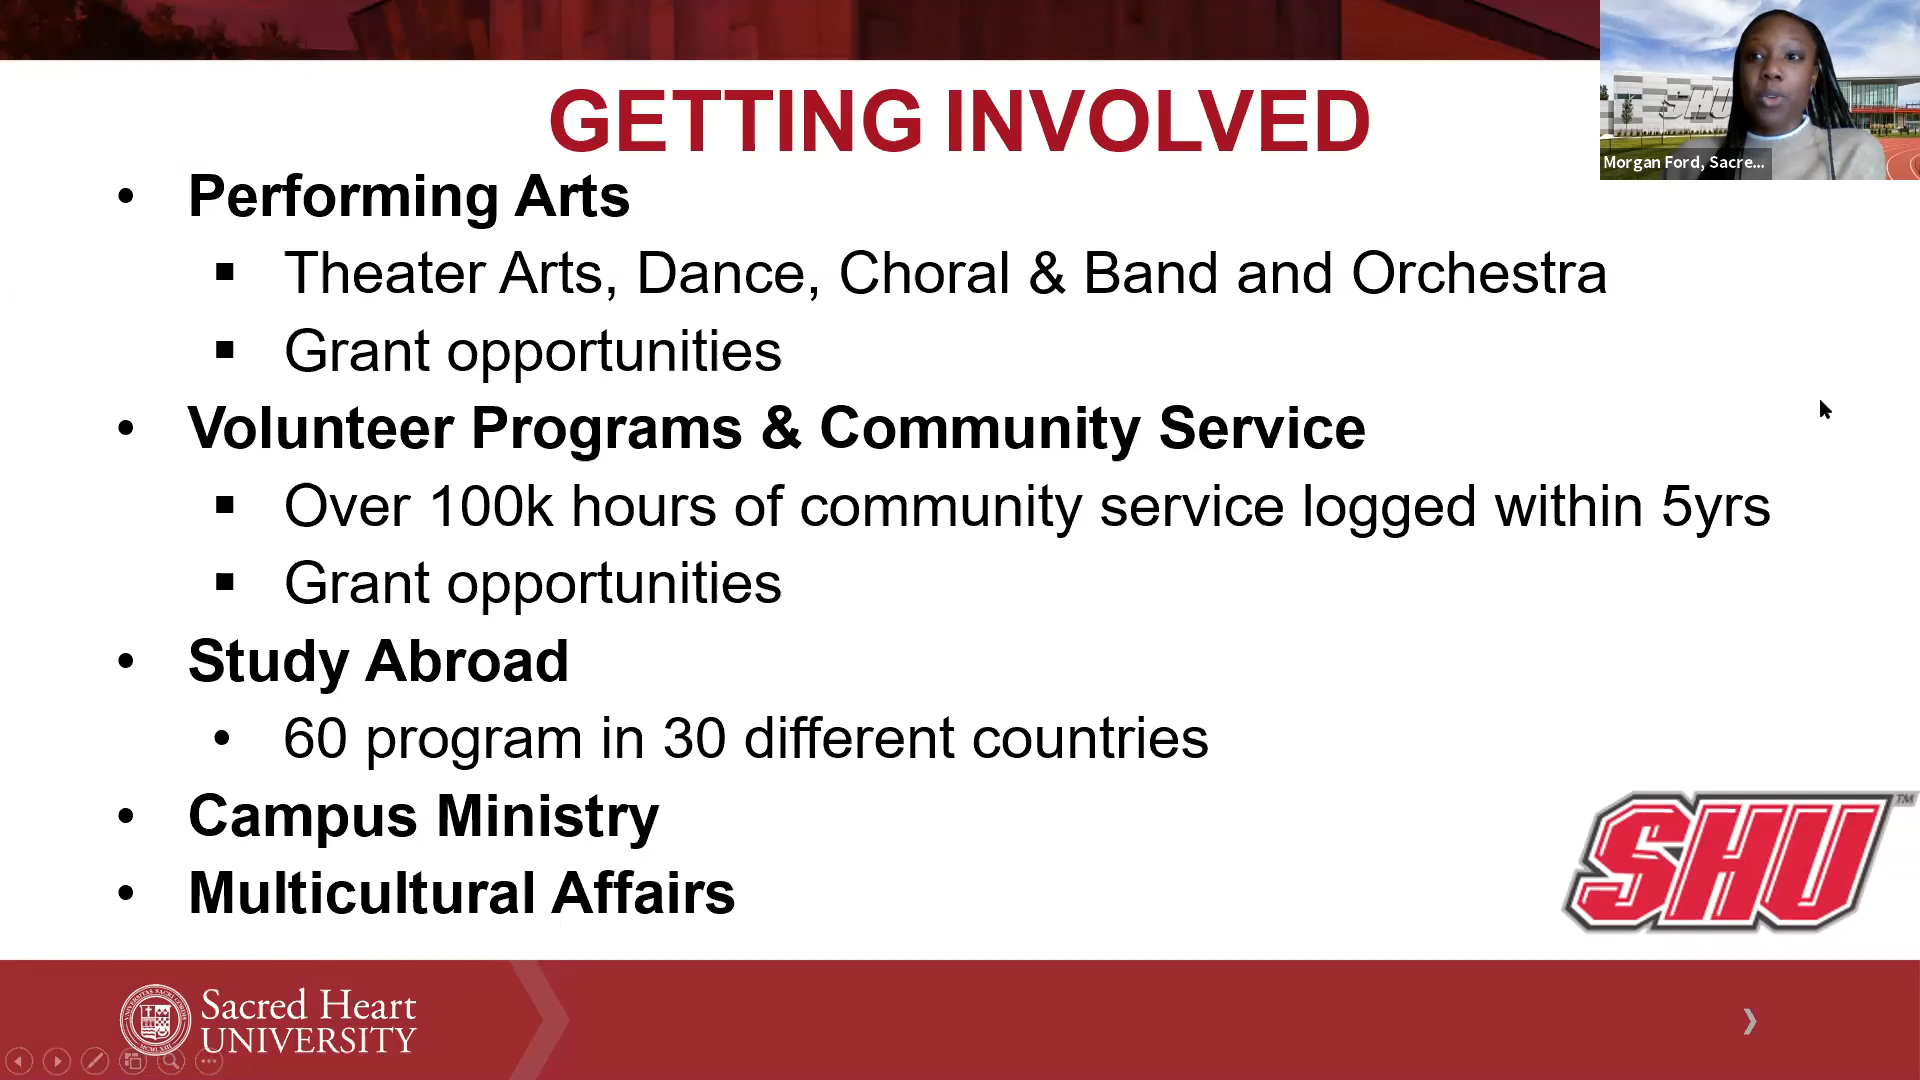 GETTING INVOLVED
SHU
Morgan Ford, Sacre...
• Performing Arts
▪ Theater Arts, Dance, Choral & Band and Orchestra
▪ Grant opportunities
• Volunteer Programs & Community Service
▪ Over 100k hours of community service logged within 5yrs
▪ Grant opportunities
• Study Abroad
• 60 program in 30 different countries
• Campus Ministry
• Multicultural Affairs
SHU™
Sacred Heart
UNIVERSITY